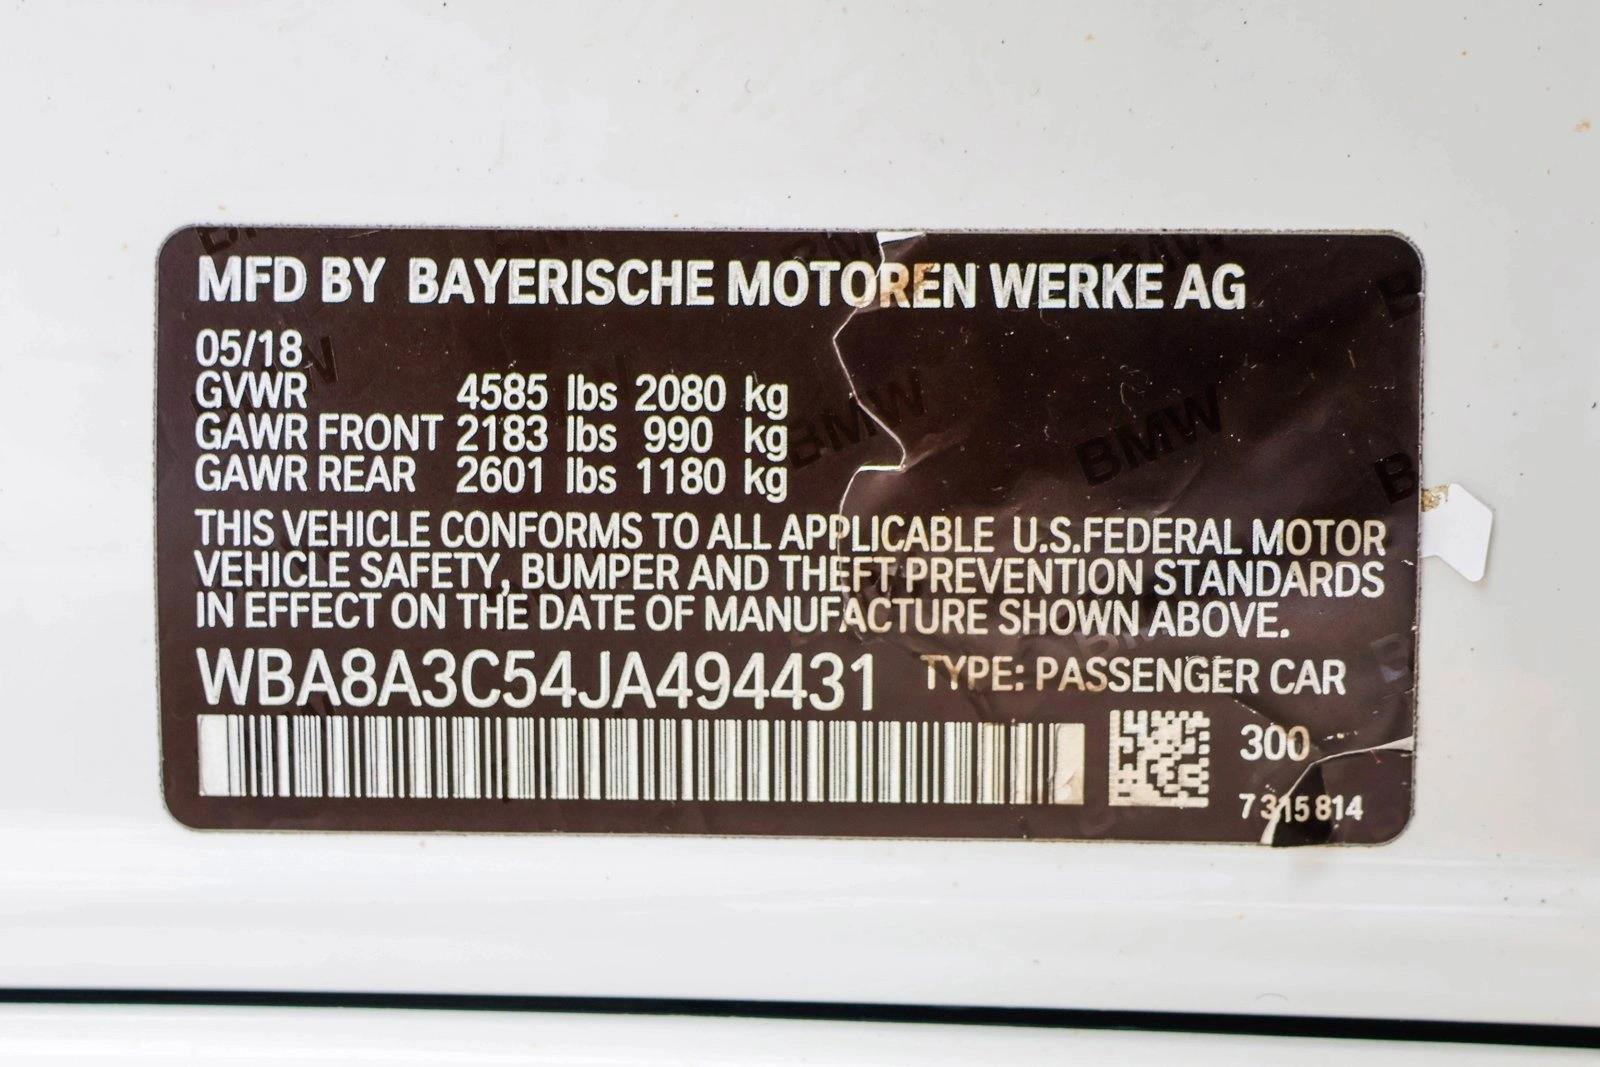 MFD BY BAYERISCHE MOTOREN WERKE AG
05/18
GVWR 4585 lbs 2080 kg
GAWR FRONT 2183 lbs 990 kg
GAWR REAR 2601 lbs 1180 kg
THIS VEHICLE CONFORMS TO ALL APPLICABLE U.S.FEDERAL MOTOR
VEHICLE SAFETY, BUMPER AND THEFT PREVENTION STANDARDS
IN EFFECT ON THE DATE OF MANUFACTURE SHOWN ABOVE.
WBA8A3C54JA494431 TYPE: PASSENGER CAR
300
7 315 814
BMW
BMW
BMW